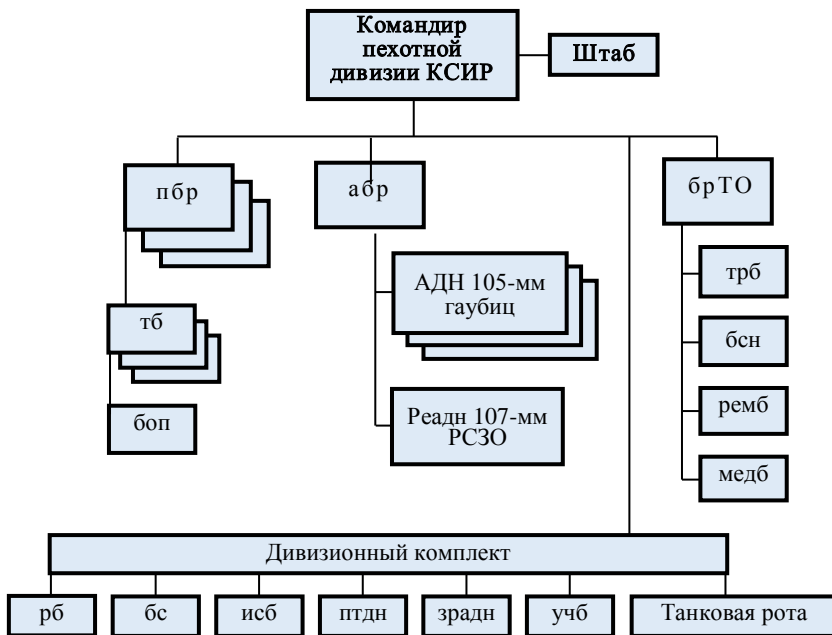 Командир
пехотной
дивизии КСИР
Штаб
пбр
абр
брТО
АДН 105-мм
гаубиц
трб
тб
бсн
Реадн 107-мм
РСЗО
боп
ремб
медб
Дивизионный комплект
рб
бс
исб
птдн
зрадн
учб
Танковая рота